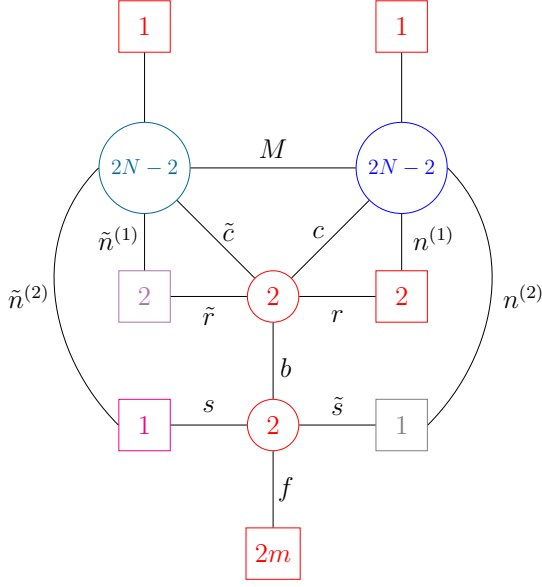 1 1
M
2N − 2 2N − 2
c̃ c
ñ⁽¹⁾ n⁽¹⁾
2 2 2
r̃ r
ñ⁽²⁾ n⁽²⁾
b
s s̃
1 2 1
f
2m